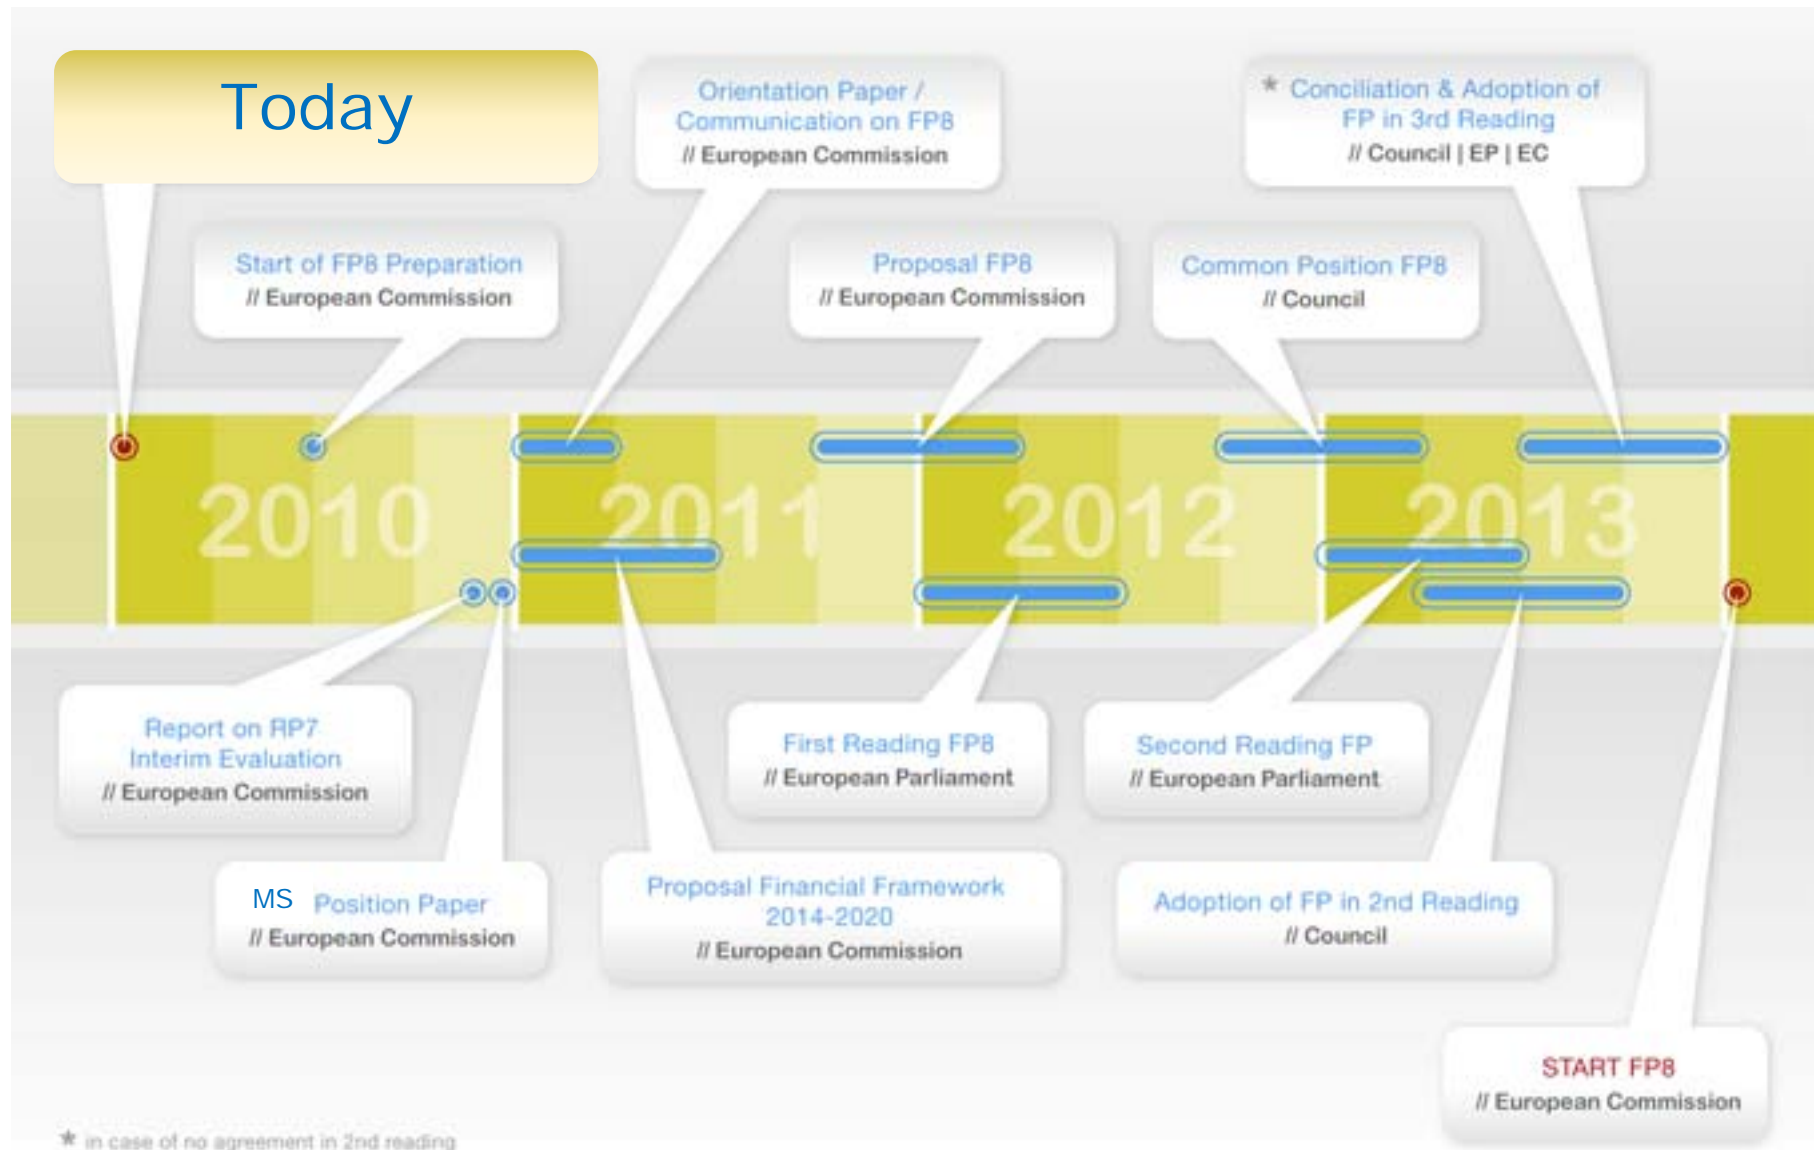 Today
Orientation Paper /
Communication on FP8
// European Commission
* Conciliation & Adoption of
FP in 3rd Reading
// Council | EP | EC
Start of FP8 Preparation
// European Commission
Proposal FP8
// European Commission
Common Position FP8
// Council
2010
2011
2012
2013
Report on RP7
Interim Evaluation
// European Commission
First Reading FP8
// European Parliament
Second Reading FP
// European Parliament
MS Position Paper
// European Commission
Proposal Financial Framework
2014-2020
// European Commission
Adoption of FP in 2nd Reading
// Council
START FP8
// European Commission
* in case of no agreement in 2nd reading